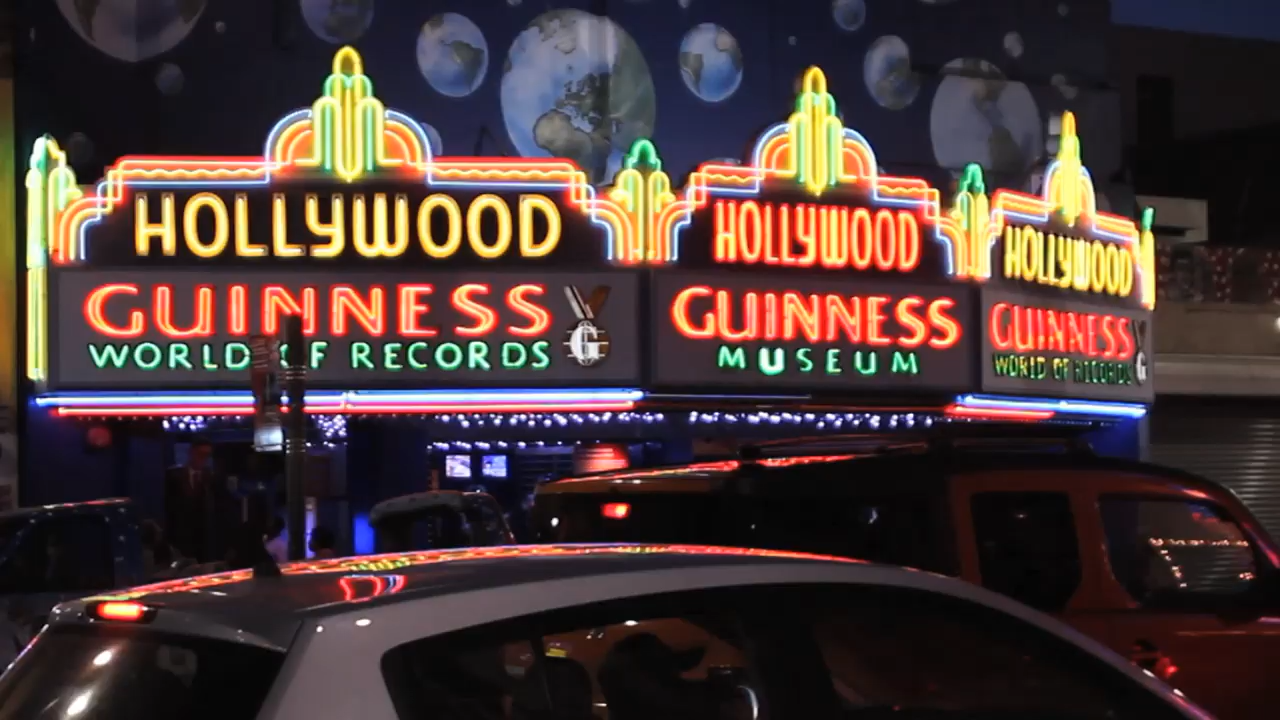 HOLLYWOOD
GUINNESS
WORLD OF RECORDS
G
HOLLYWOOD
GUINNESS
MUSEUM
HOLLYWOOD
GUINNESS
WORLD OF RECORDS
G